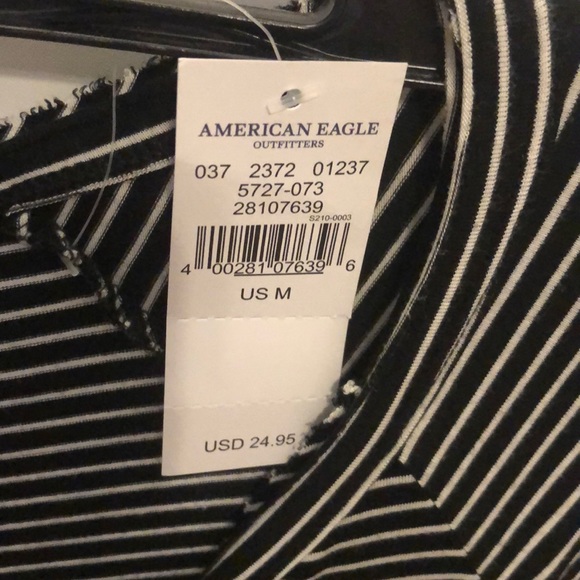 AMERICAN EAGLE
OUTFITTERS
037 2372 01237
5727-073
28107639
S210-0003
4 00281 07639 6
US M
USD 24.95